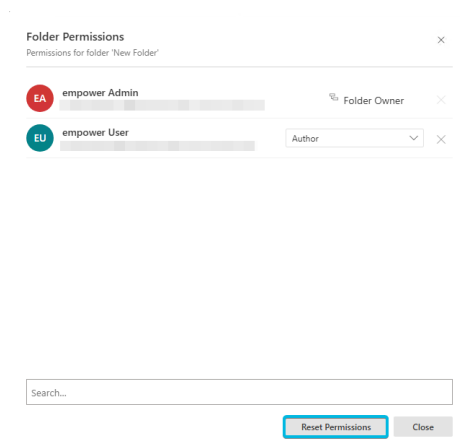 Folder Permissions
Permissions for folder 'New Folder'
EA
empower Admin
Folder Owner
EU
empower User
Author
Search...
Reset Permissions
Close